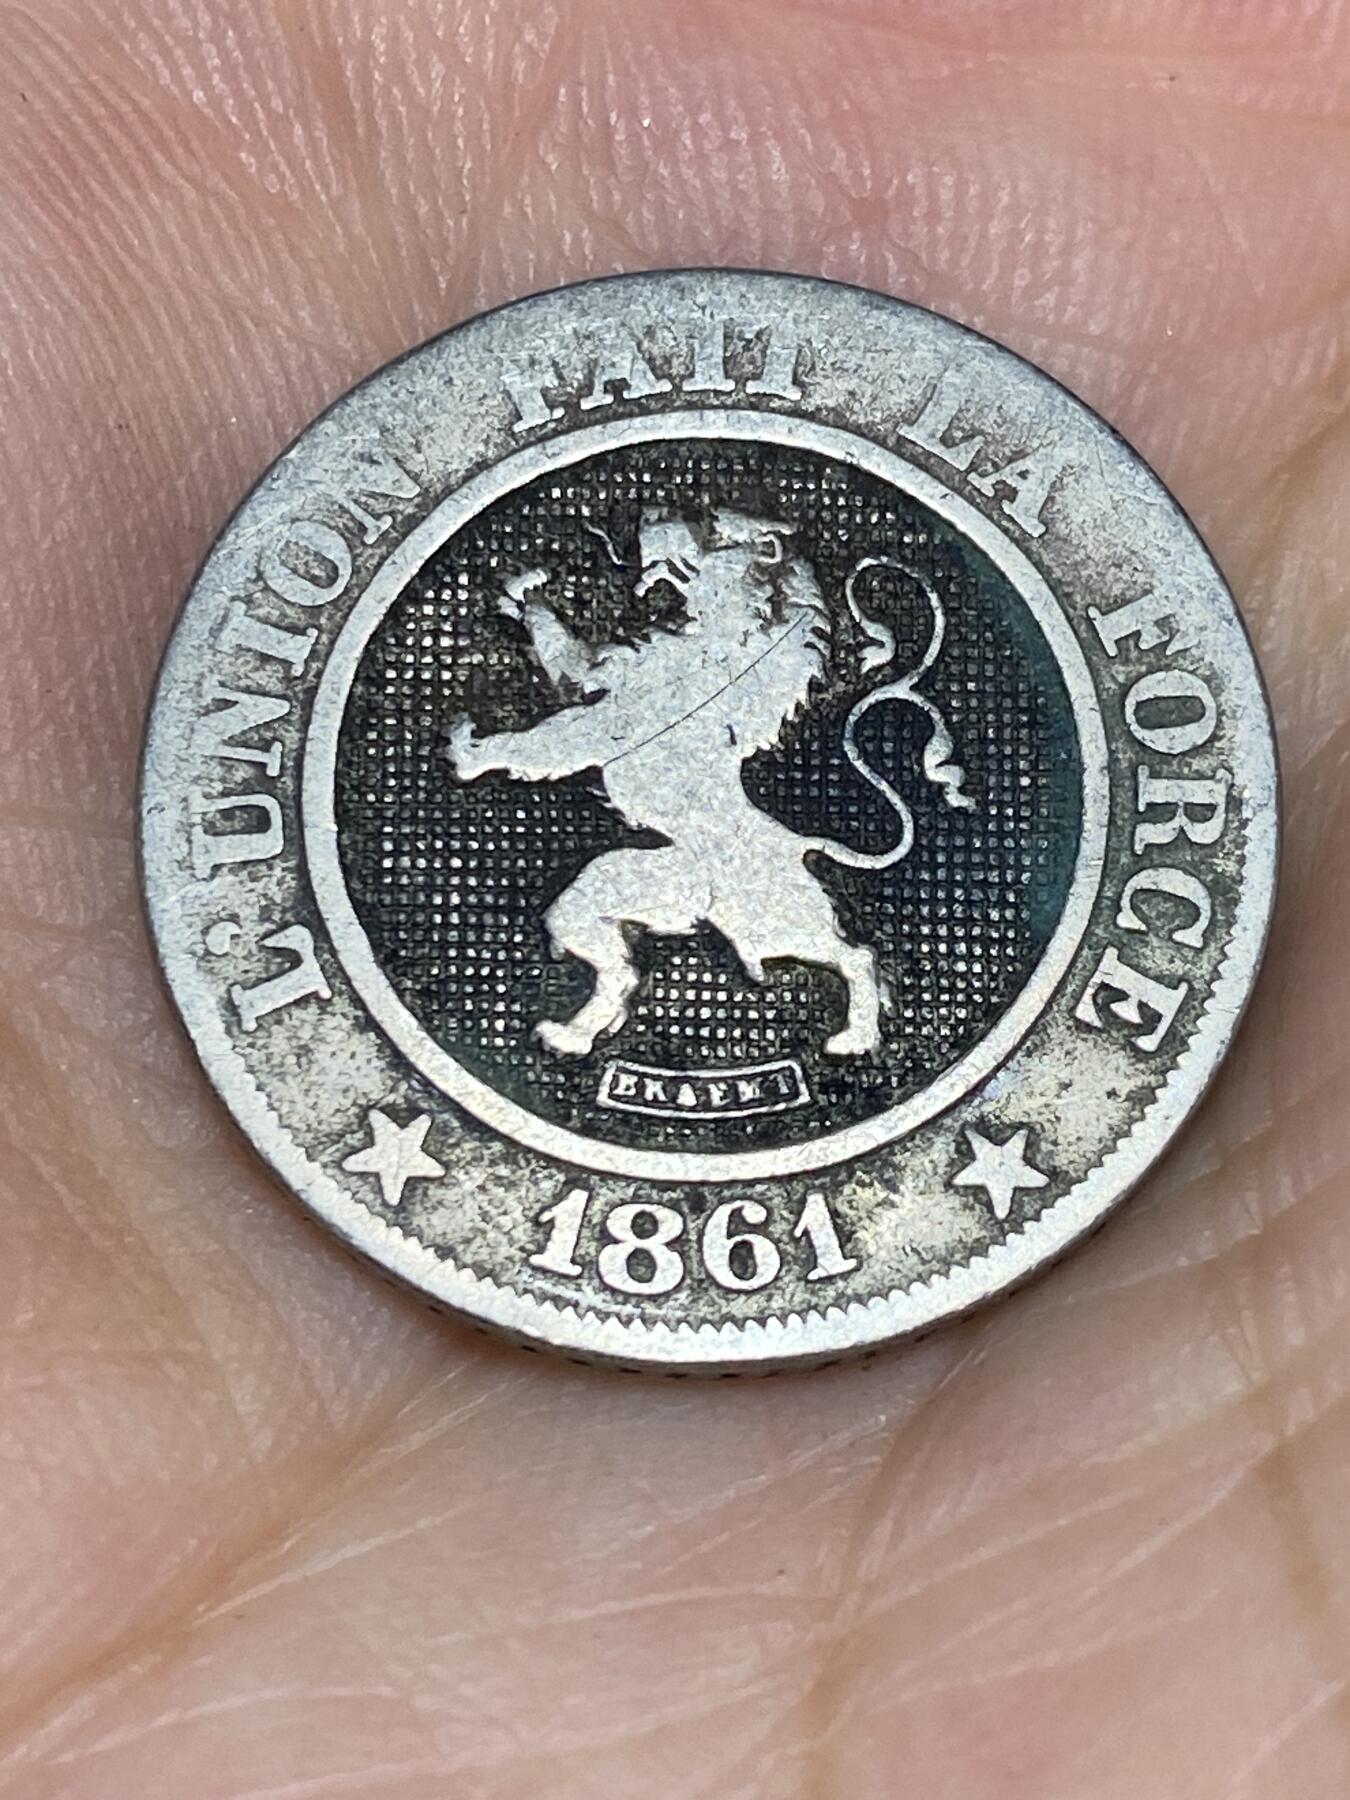 L'UNION FAIT LA FORCE
BRAEMT
1861